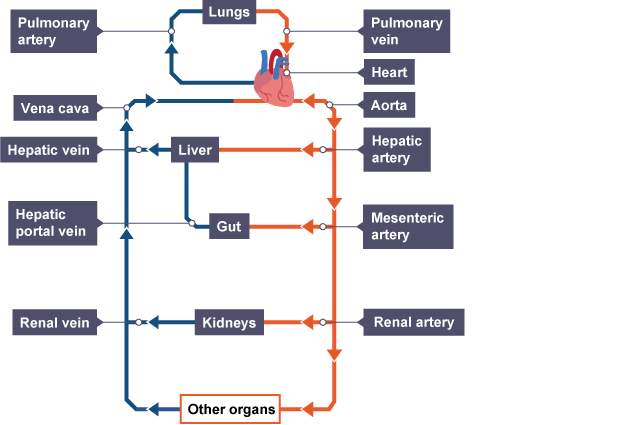 Lungs
Pulmonary
artery
Pulmonary
vein
Heart
Vena cava
Aorta
Hepatic vein
Liver
Hepatic
artery
Hepatic
portal vein
Gut
Mesenteric
artery
Renal vein
Kidneys
Renal artery
Other organs